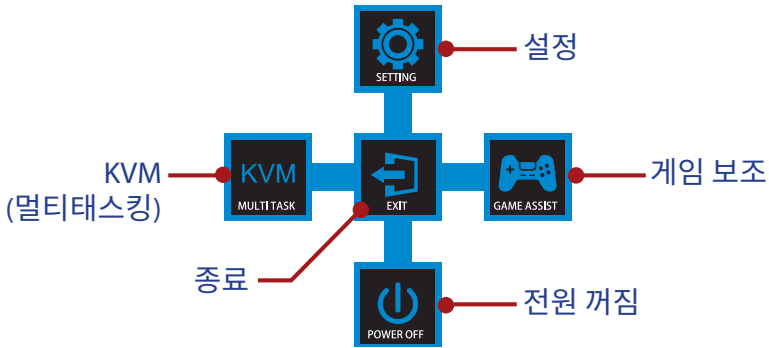 SETTING
설정
KVM
(멀티태스킹)
KVM
MULTI TASK
EXIT
GAME ASSIST
게임 보조
종료
POWER OFF
전원 꺼짐